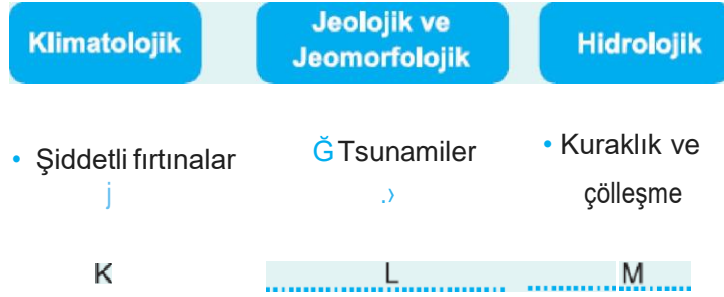 Klimatolojik
Jeolojik ve
Jeomorfolojik
Hidrolojik
• Şiddetli fırtınalar
j
Ğ Tsunamiler
.›
• Kuraklık ve
çölleşme
K
L
M